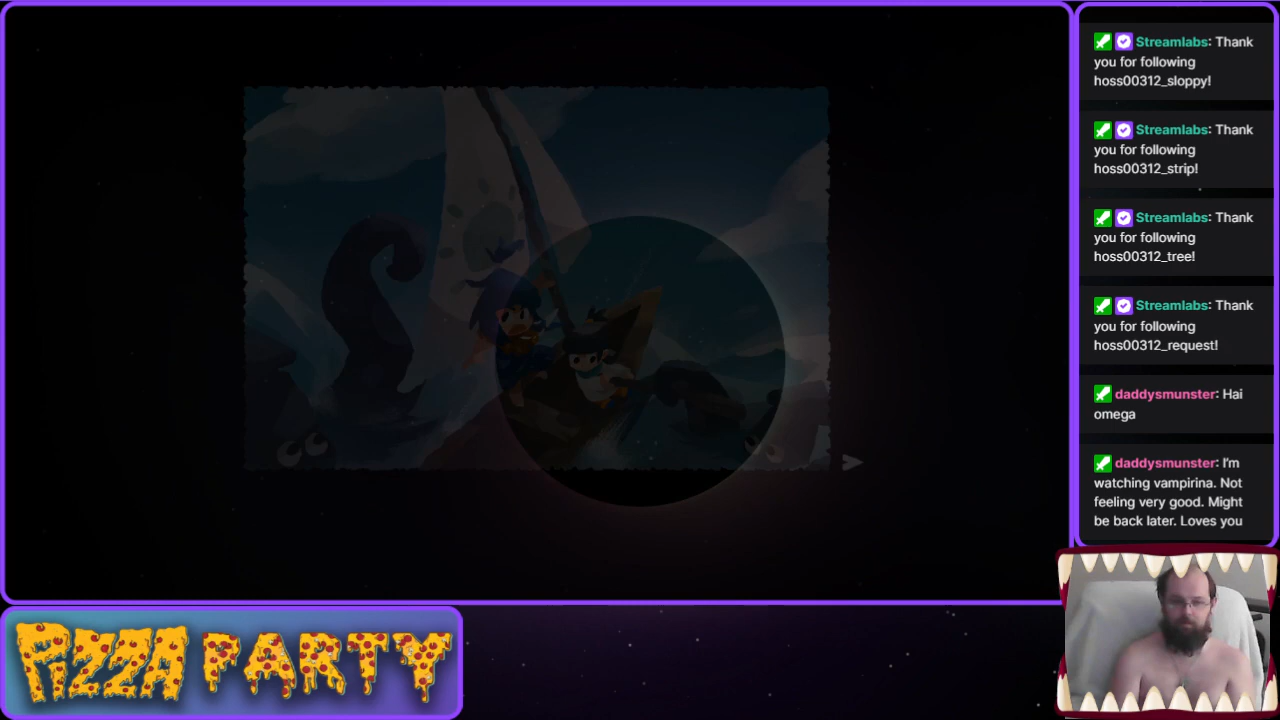 Streamlabs: Thank
you for following
hoss00312_sloppy!
Streamlabs: Thank
you for following
hoss00312_strip!
Streamlabs: Thank
you for following
hoss00312_tree!
Streamlabs: Thank
you for following
hoss00312_request!
daddysmunster: Hai
omega
daddysmunster: I'm
watching vampirina. Not
feeling very good. Might
be back later. Loves you
PIZZA PARTY